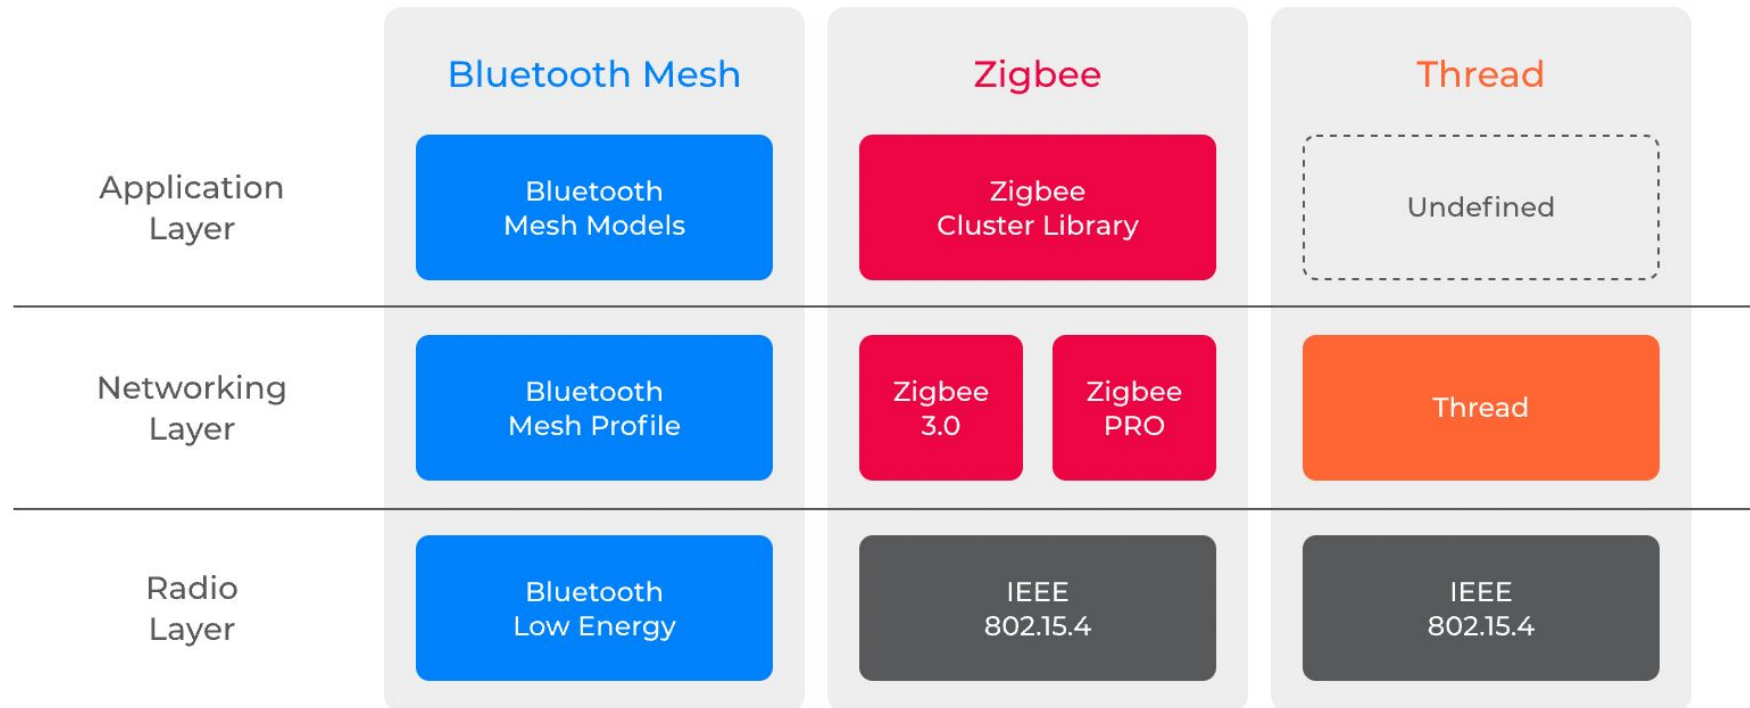 Bluetooth Mesh
Zigbee
Thread
Application
Layer
Bluetooth
Mesh Models
Zigbee
Cluster Library
Undefined
Networking
Layer
Bluetooth
Mesh Profile
Zigbee
3.0
Zigbee
PRO
Thread
Radio
Layer
Bluetooth
Low Energy
IEEE
802.15.4
IEEE
802.15.4